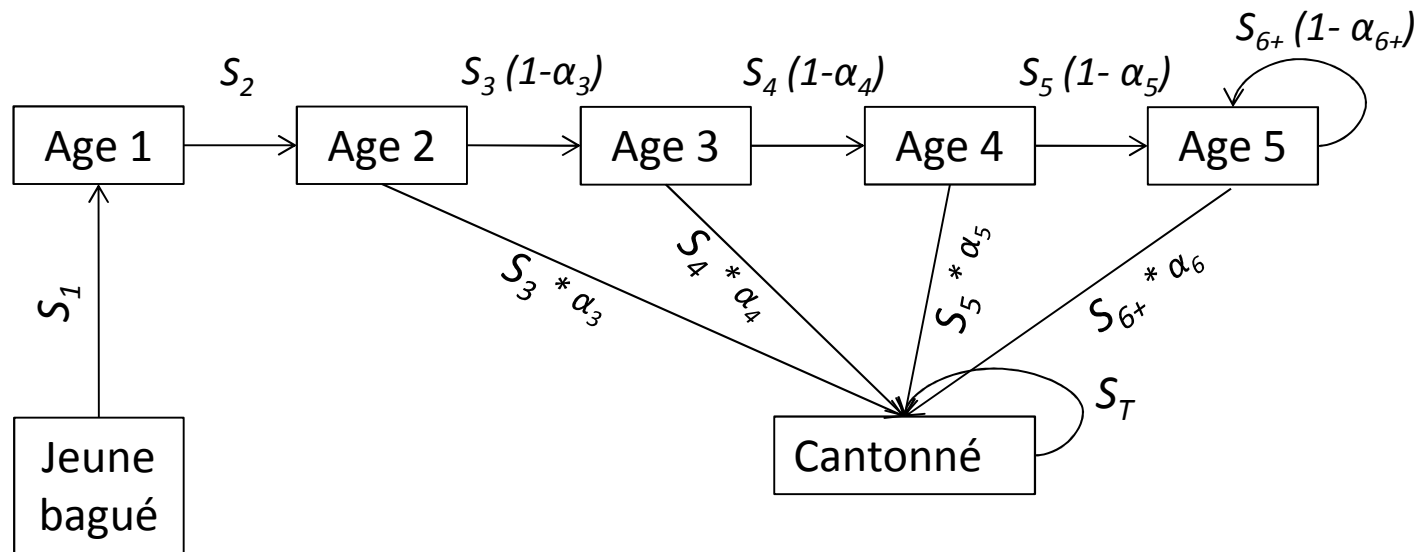 S6+ (1- α6+)
S2
S3 (1-α3)
S4 (1-α4)
S5 (1- α5)
Age 1
Age 2
Age 3
Age 4
Age 5
S1
S3 * α3
S4 * α4
S5 * α5
S6+ * α6
ST
Jeune
bagué
Cantonné